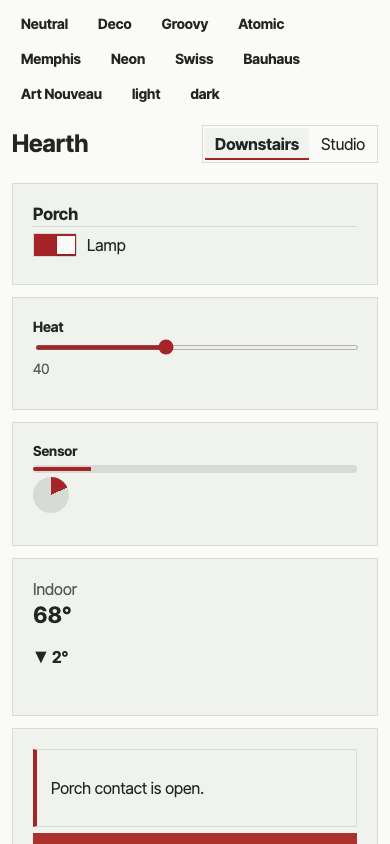 Neutral Deco Groovy Atomic
Memphis Neon Swiss Bauhaus
Art Nouveau light dark
Hearth Downstairs Studio
Porch
Lamp
Heat
40
Sensor
Indoor
68°
▼ 2°
Porch contact is open.